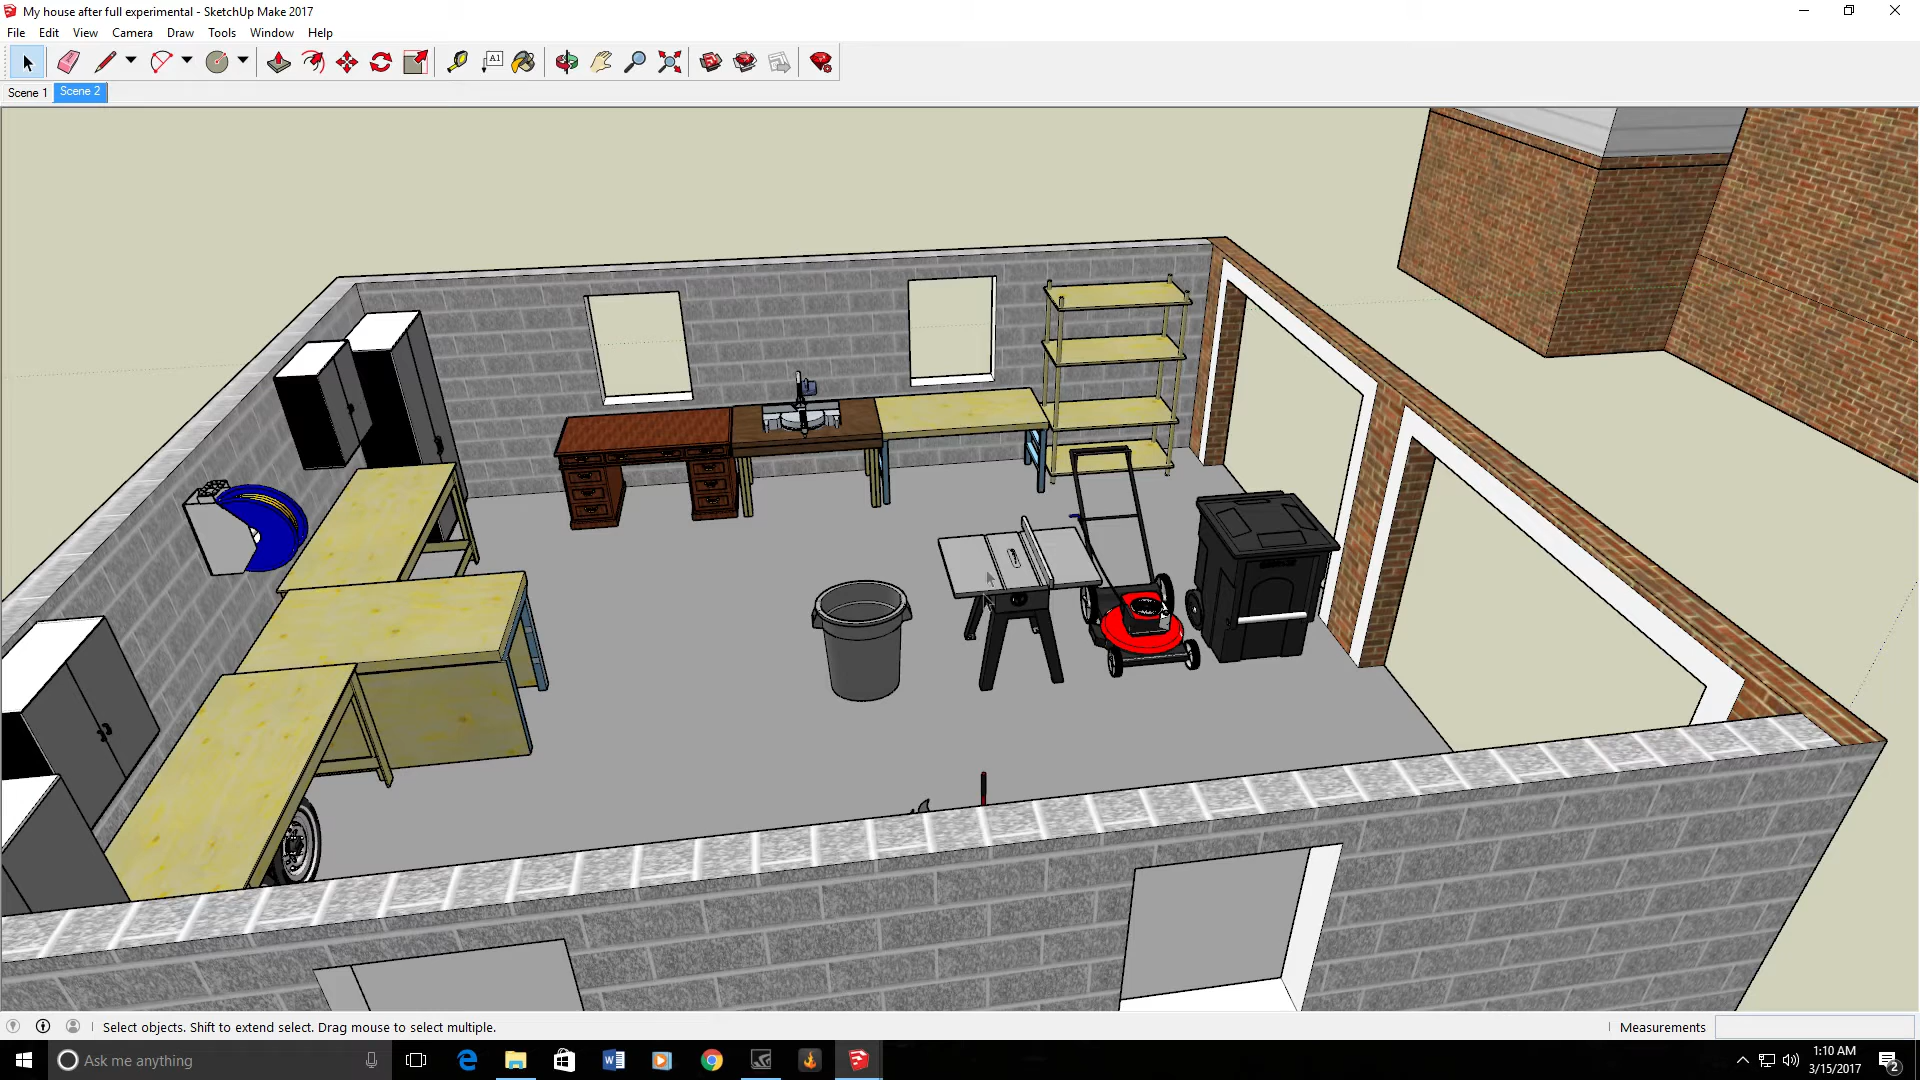 My house after full experimental - SketchUp Make 2017
File Edit View Camera Draw Tools Window Help
A1
Scene 1 Scene 2
Select objects. Shift to extend select. Drag mouse to select multiple.
Measurements
Ask me anything
1:10 AM
3/15/2017
2